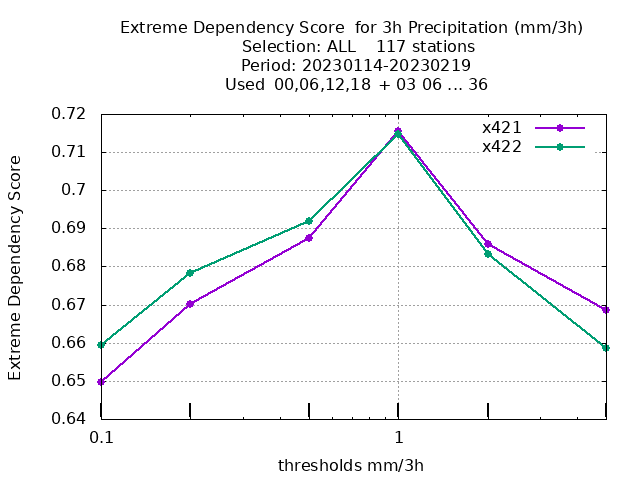 Extreme Dependency Score  for 3h Precipitation (mm/3h)
Selection: ALL    117 stations
Period: 20230114-20230219
Used  00,06,12,18  + 03 06 ... 36
x421
x422
Extreme Dependency Score
0.72
0.71
0.7
0.69
0.68
0.67
0.66
0.65
0.64
0.1
1
thresholds mm/3h